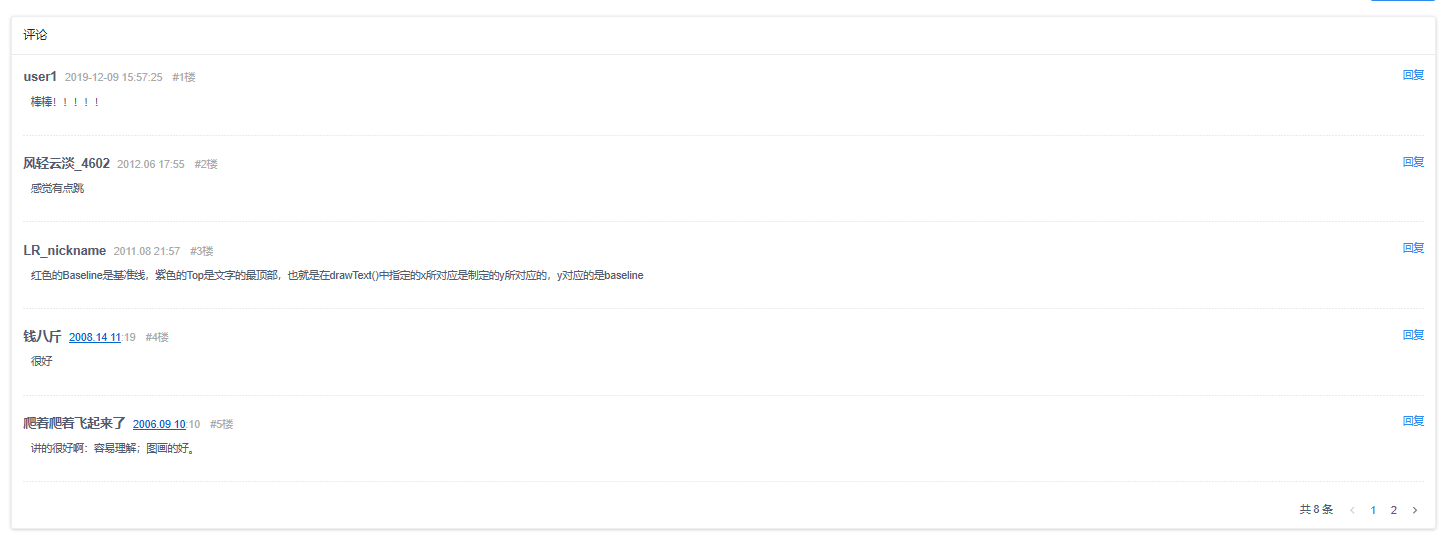 评论
user1 2019-12-09 15:57:25 #1楼 回复
棒棒！！！！！
风轻云淡_4602 2012.06 17:55 #2楼 回复
感觉有点跳
LR_nickname 2011.08 21:57 #3楼 回复
红色的Baseline是基准线，紫色的Top是文字的最顶部，也就是在drawText()中指定的x所对应是制定的y所对应的，y对应的是baseline
钱八斤 2008.14 11:19 #4楼 回复
很好
爬着爬着飞起来了 2006.09 10:10 #5楼 回复
讲的很好啊：容易理解；图画的好。
共 8 条 ‹ 1 2 ›